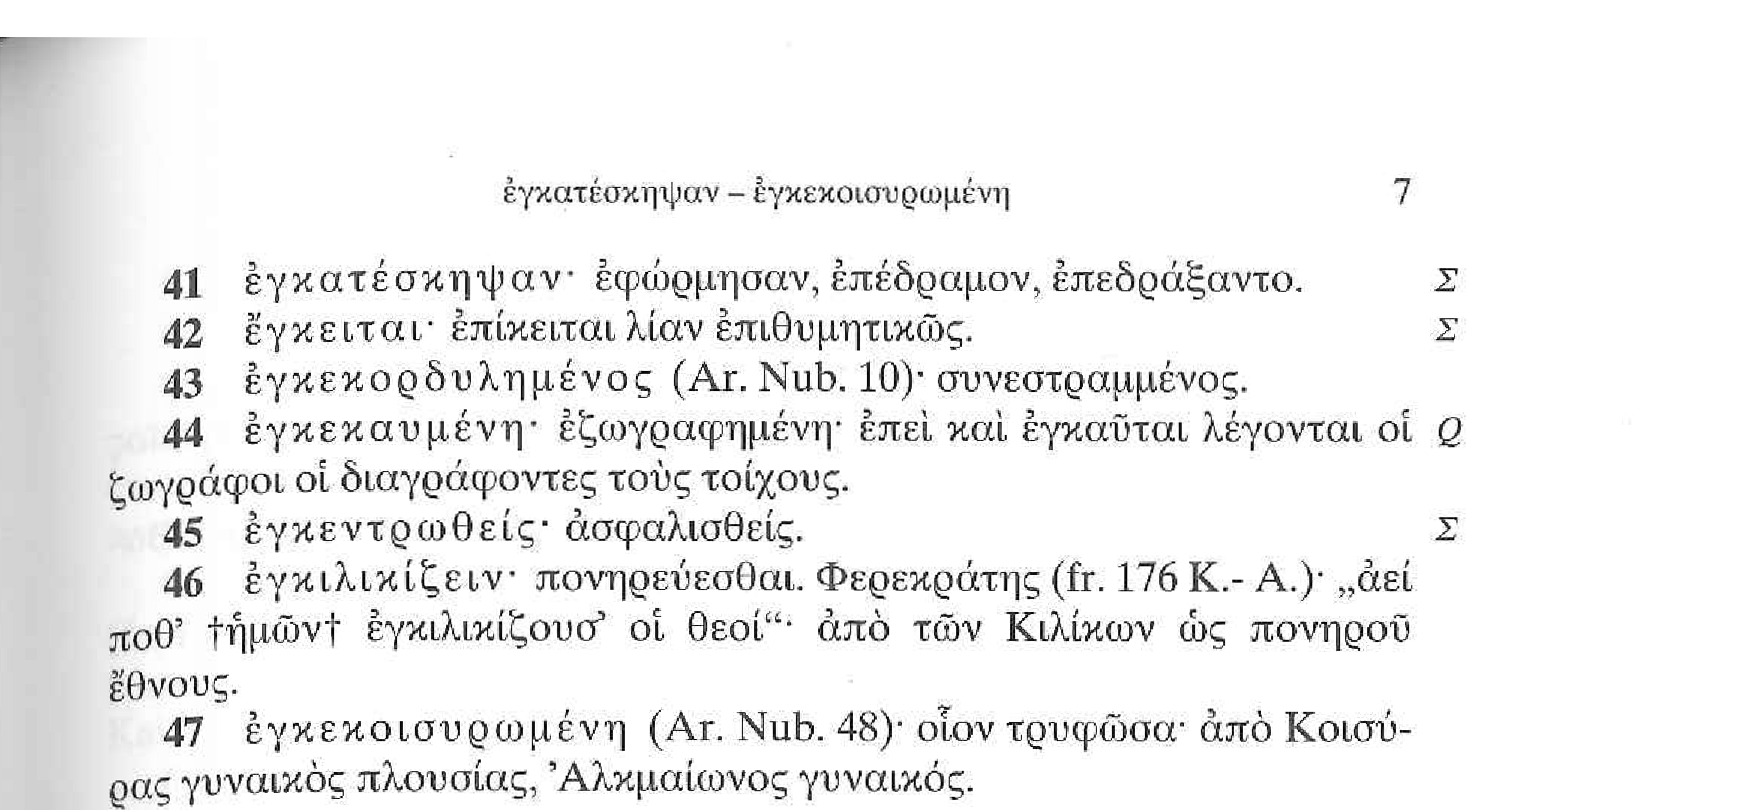 ἐγκατέσκηψαν – ἐγκεκοισυρωμένη 7
41 ἐγκατέσκηψαν· ἐφώρμησαν, ἐπέδραμον, ἐπεδράξαντο. Σ
42 ἔγκειται· ἐπίκειται λίαν ἐπιθυμητικῶς. Σ
43 ἐγκεκορδυλημένος (Ar. Nub. 10)· συνεστραμμένος.
44 ἐγκεκαυμένη· ἐζωγραφημένη· ἐπεὶ καὶ ἐγκαῦται λέγονται οἱ Q
ζωγράφοι οἱ διαγράφοντες τοὺς τοίχους.
45 ἐγκεντρωθείς· ἀσφαλισθείς. Σ
46 ἐγκιλικίζειν· πονηρεύεσθαι. Φερεκράτης (fr. 176 K.- A.)· „ἀεί
ποθ’ †ἡμῶν† ἐγκιλικίζουσ’ οἱ θεοί“· ἀπὸ τῶν Κιλίκων ὡς πονηροῦ
ἔθνους.
47 ἐγκεκοισυρωμένη (Ar. Nub. 48)· οἷον τρυφῶσα· ἀπὸ Κοισύ-
ρας γυναικὸς πλουσίας, Ἀλκμαίωνος γυναικός.